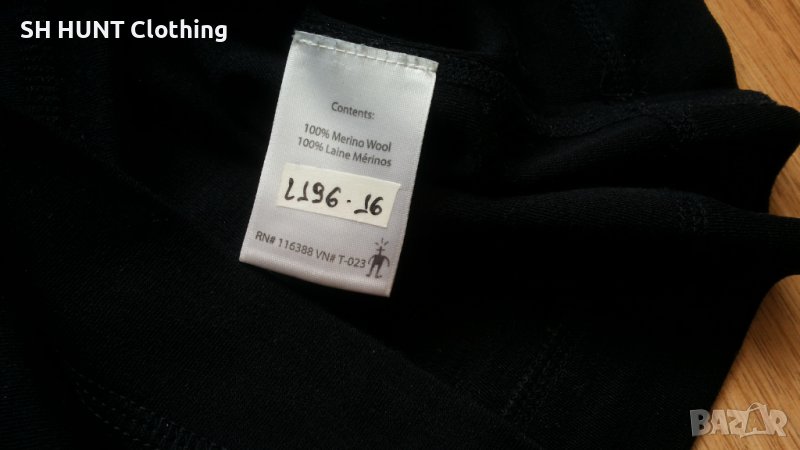 SH HUNT Clothing
Contents:
100% Merino Wool
100% Laine Mérinos
L196-16
RN# 116388 VN# T-023
BAZAR